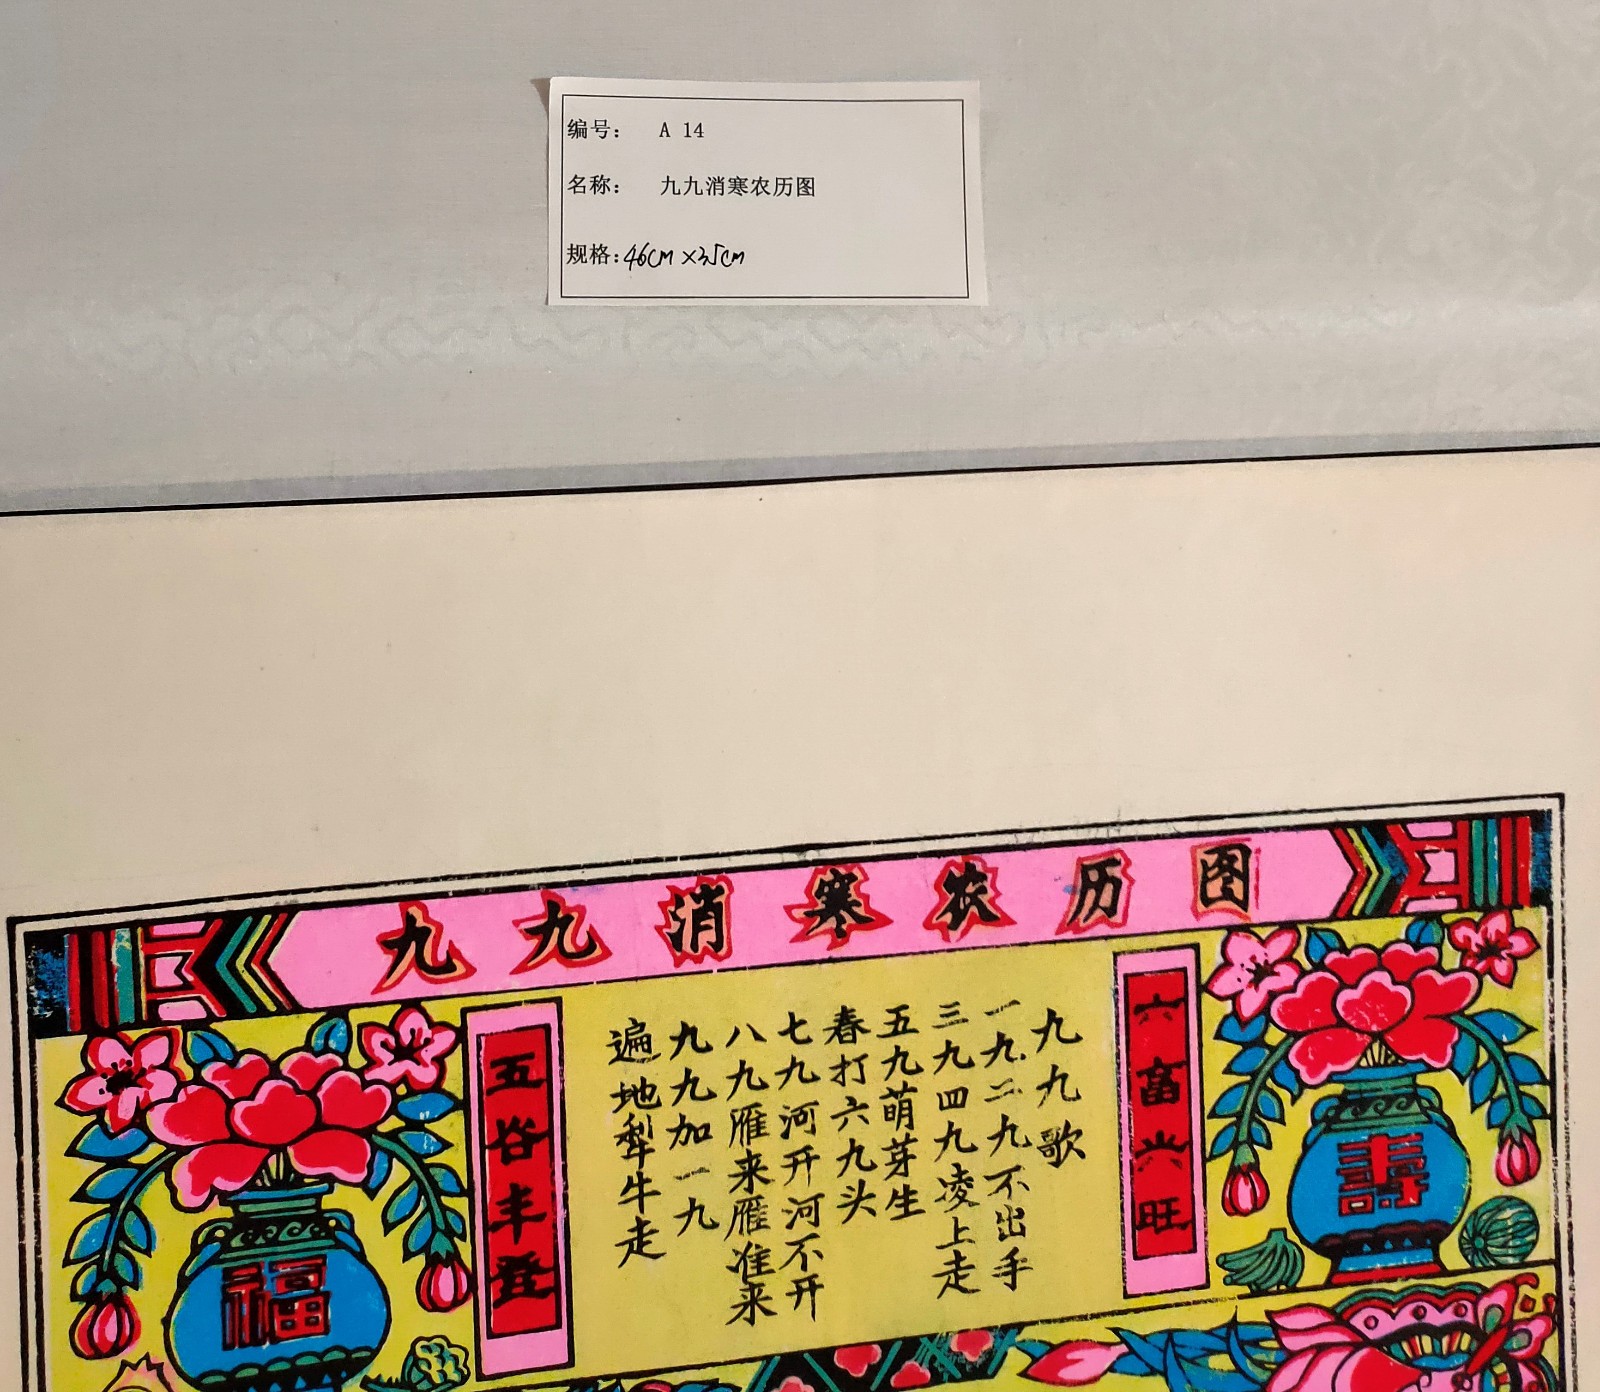 编号： A 14
名称： 九九消寒农历图
规格：46cm×35cm
九九消寒农历图
六畜兴旺
九九歌
一九二九不出手
三九四九凌上走
五九萌芽生
春打六九头
七九河开河不开
八九雁来雁准来
九九加一九
遍地犁牛走
五谷丰登
壽
福